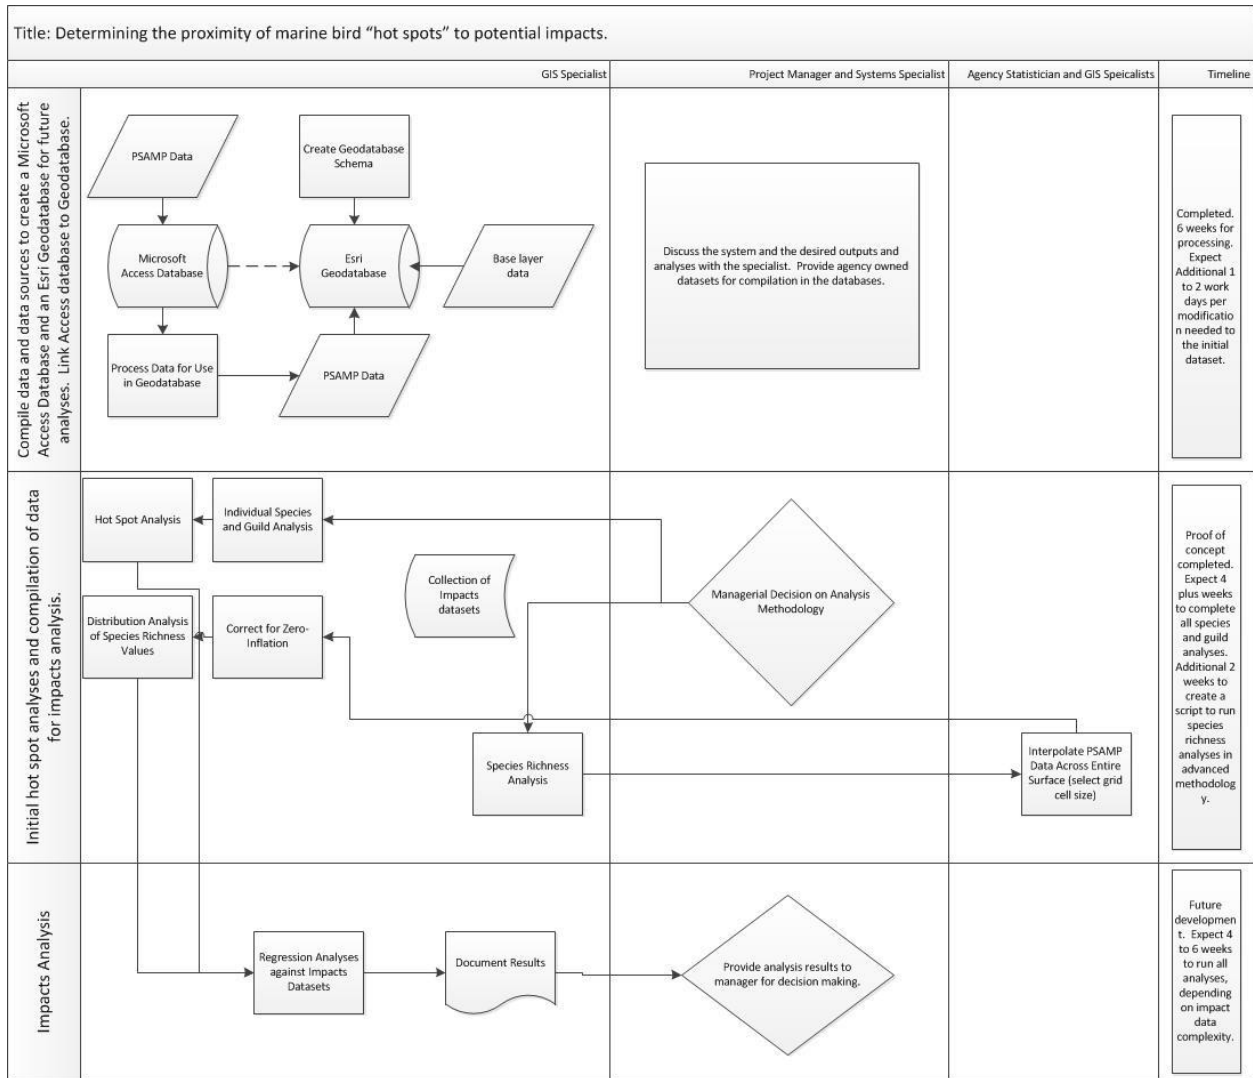 Title: Determining the proximity of marine bird “hot spots” to potential impacts.
GIS Specialist
Project Manager and Systems Specialist
Agency Statistician and GIS Speicalists
Timeline
Compile data and data sources to create a Microsoft
Access Database and an Esri Geodatabase for future
analyses. Link Access database to Geodatabase.
PSAMP Data
Create Geodatabase
Schema
Microsoft
Access Database
Esri
Geodatabase
Base layer
data
Process Data for Use
in Geodatabase
PSAMP Data
Discuss the system and the desired outputs and
analyses with the specialist. Provide agency owned
datasets for compilation in the databases.
Completed.
6 weeks for
processing.
Expect
Additional 1
to 2 work
days per
modificatio
n needed to
the initial
dataset.
Initial hot spot analyses and compilation of data
for impacts analysis.
Hot Spot Analysis
Individual Species
and Guild Analysis
Collection of
Impacts
datasets
Managerial Decision on Analysis
Methodology
Distribution Analysis
of Species Richness
Values
Correct for Zero-
Inflation
Species Richness
Analysis
Interpolate PSAMP
Data Across Entire
Surface (select grid
cell size)
Proof of
concept
completed.
Expect 4
plus weeks
to complete
all species
and guild
analyses.
Additional 2
weeks to
create a
script to run
species
richness
analyses in
advanced
methodolog
y.
Impacts Analysis
Regression Analyses
against Impacts
Datasets
Document Results
Provide analysis results to
manager for decision making.
Future
developmen
t. Expect 4
to 6 weeks
to run all
analyses,
depending
on impact
data
complexity.